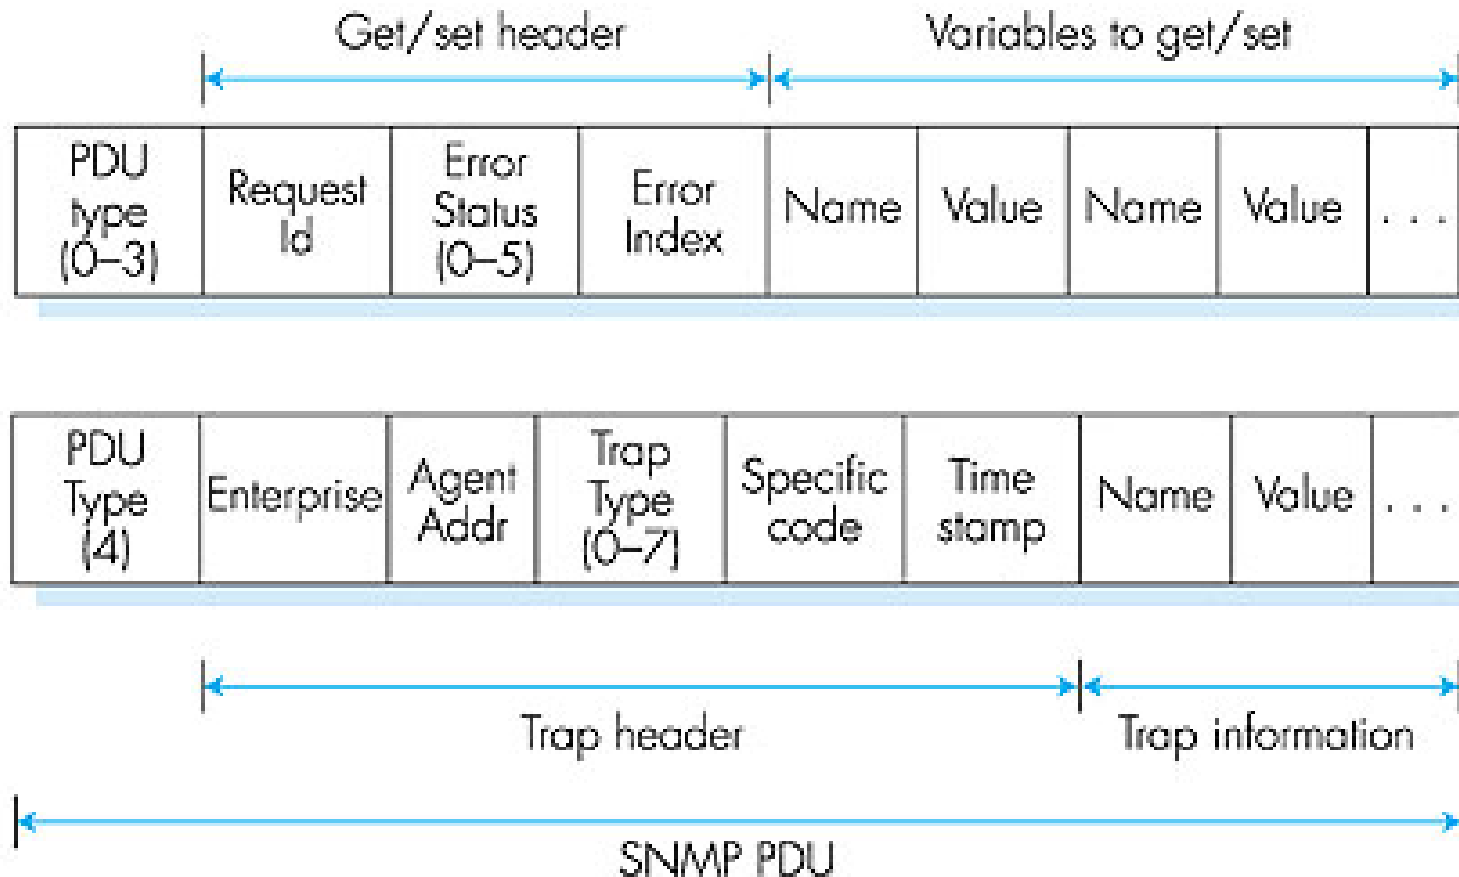 Get/set header
Variables to get/set
PDU
type
(0–3)
Request
Id
Error
Status
(0–5)
Error
Index
Name
Value
Name
Value
. . .
PDU
Type
(4)
Enterprise
Agent
Addr
Trap
Type
(0–7)
Specific
code
Time
stamp
Name
Value
. . .
Trap header
Trap information
SNMP PDU